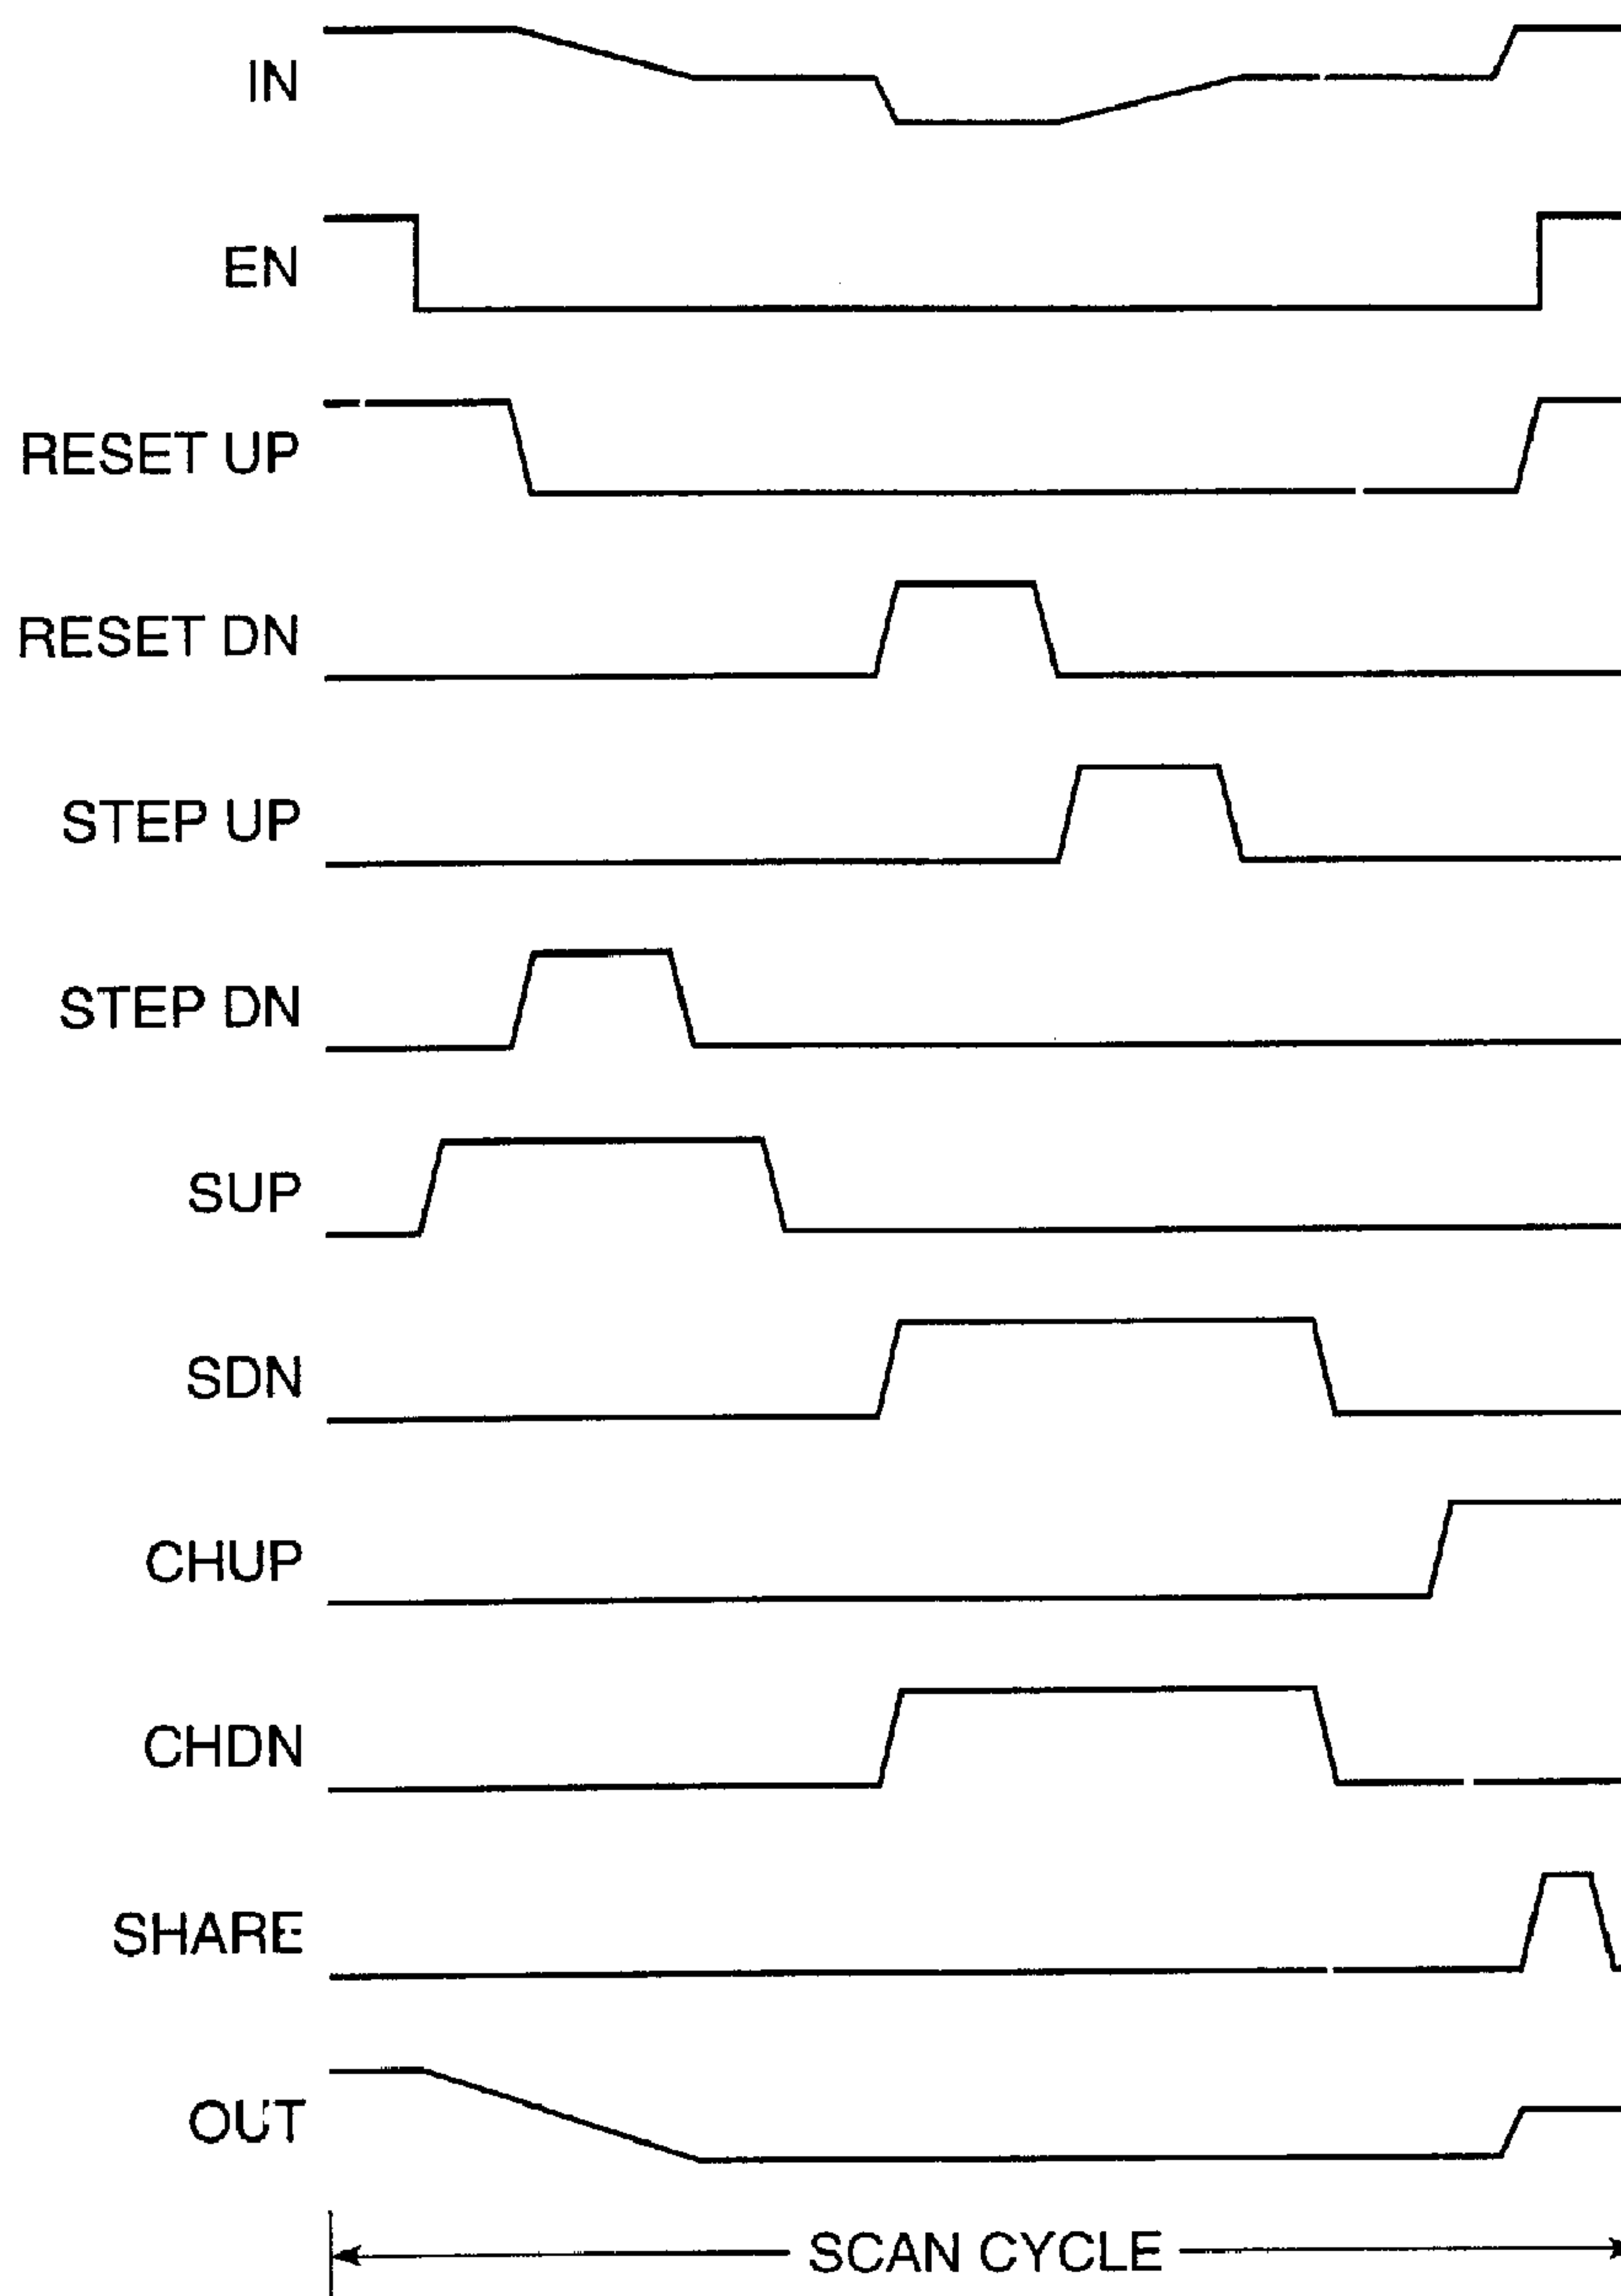 IN
EN
RESET UP
RESET DN
STEP UP
STEP DN
SUP
SDN
CHUP
CHDN
SHARE
OUT
SCAN CYCLE